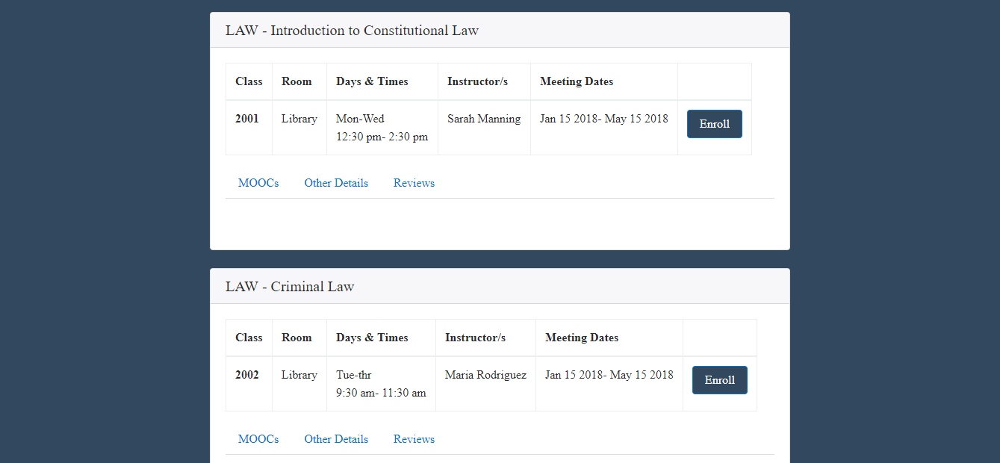 LAW - Introduction to Constitutional Law
Class Room Days & Times Instructor/s Meeting Dates
2001 Library Mon-Wed Sarah Manning Jan 15 2018- May 15 2018 Enroll
12:30 pm- 2:30 pm
MOOCs Other Details Reviews
LAW - Criminal Law
Class Room Days & Times Instructor/s Meeting Dates
2002 Library Tue-thr Maria Rodriguez Jan 15 2018- May 15 2018 Enroll
9:30 am- 11:30 am
MOOCs Other Details Reviews